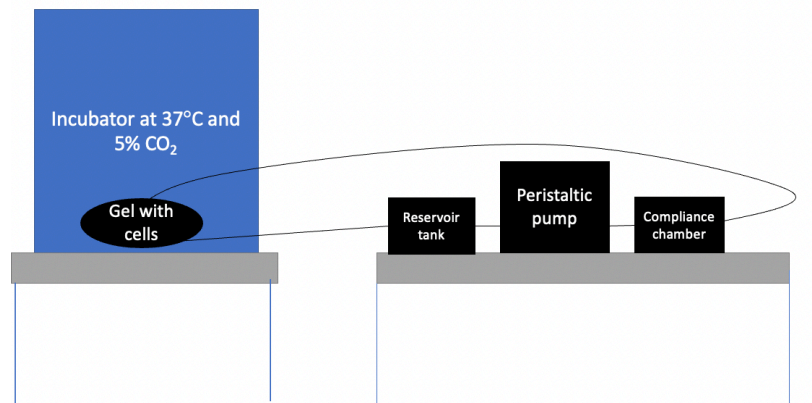 Incubator at 37°C and
5% CO₂
Gel with
cells
Reservoir
tank
Peristaltic
pump
Compliance
chamber